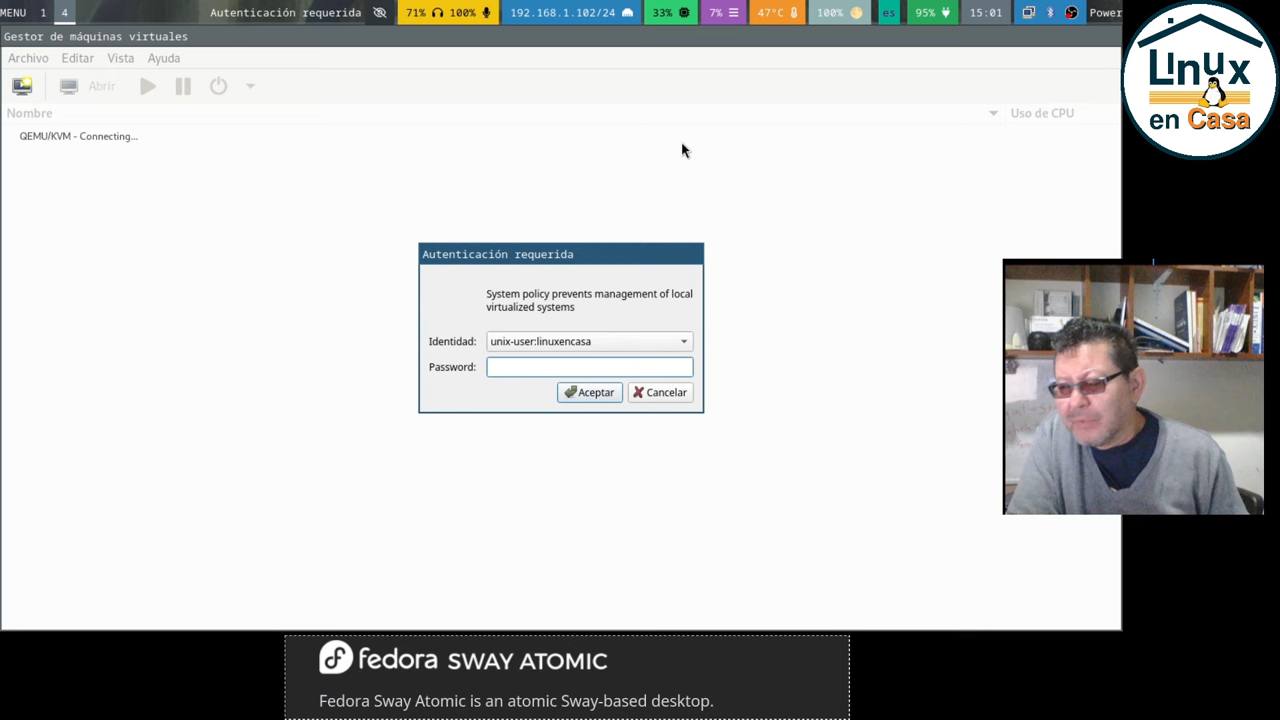 MENU 1 4 Autenticación requerida 71% 100% 192.168.1.102/24 33% 7% 47°C 100% es 95% 15:01 Power
Gestor de máquinas virtuales
Archivo Editar Vista Ayuda
Abrir
Nombre Uso de CPU
QEMU/KVM - Connecting...
Linux
en Casa
Autenticación requerida
System policy prevents management of local
virtualized systems
Identidad: unix-user:linuxencasa
Password:
Aceptar Cancelar
fedora SWAY ATOMIC
Fedora Sway Atomic is an atomic Sway-based desktop.